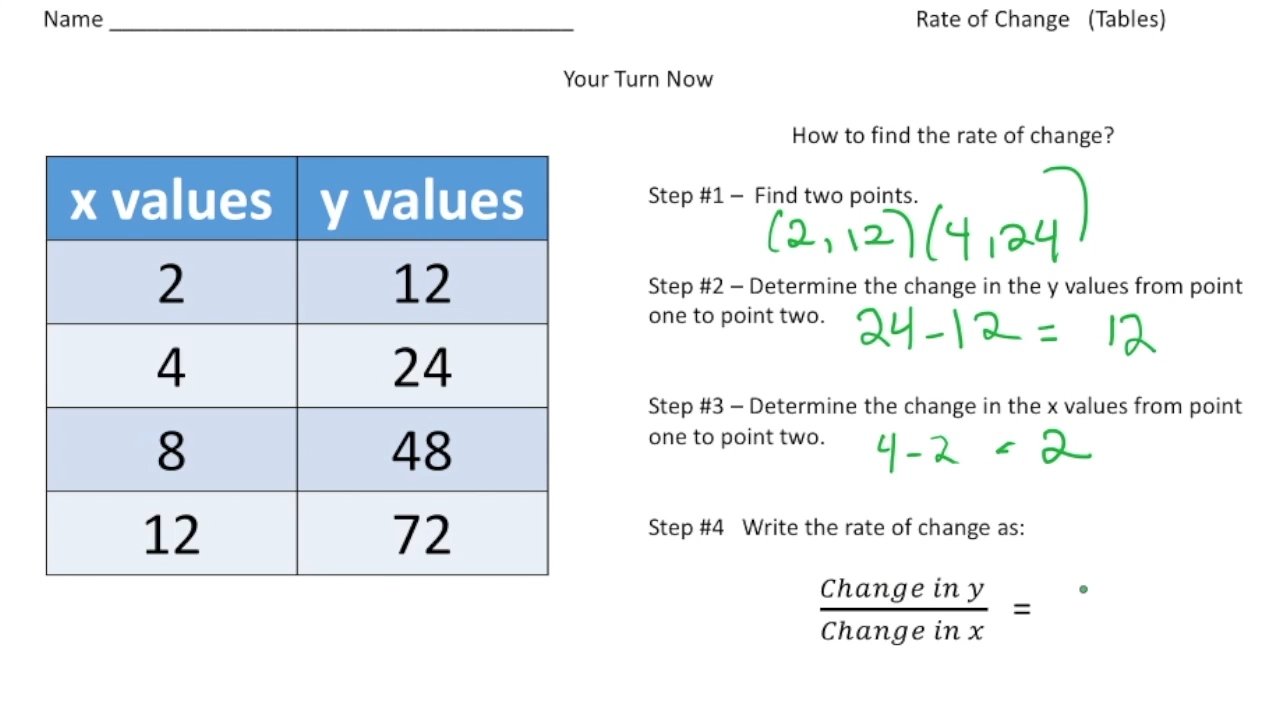 Name ______________________________________ Rate of Change (Tables)
Your Turn Now
How to find the rate of change?
x values y values
2 12
4 24
8 48
12 72
Step #1 – Find two points.
(2, 12) (4, 24)
Step #2 – Determine the change in the y values from point
one to point two. 24 - 12 = 12
Step #3 – Determine the change in the x values from point
one to point two. 4 - 2 = 2
Step #4 Write the rate of change as:
Change in y
=
Change in x